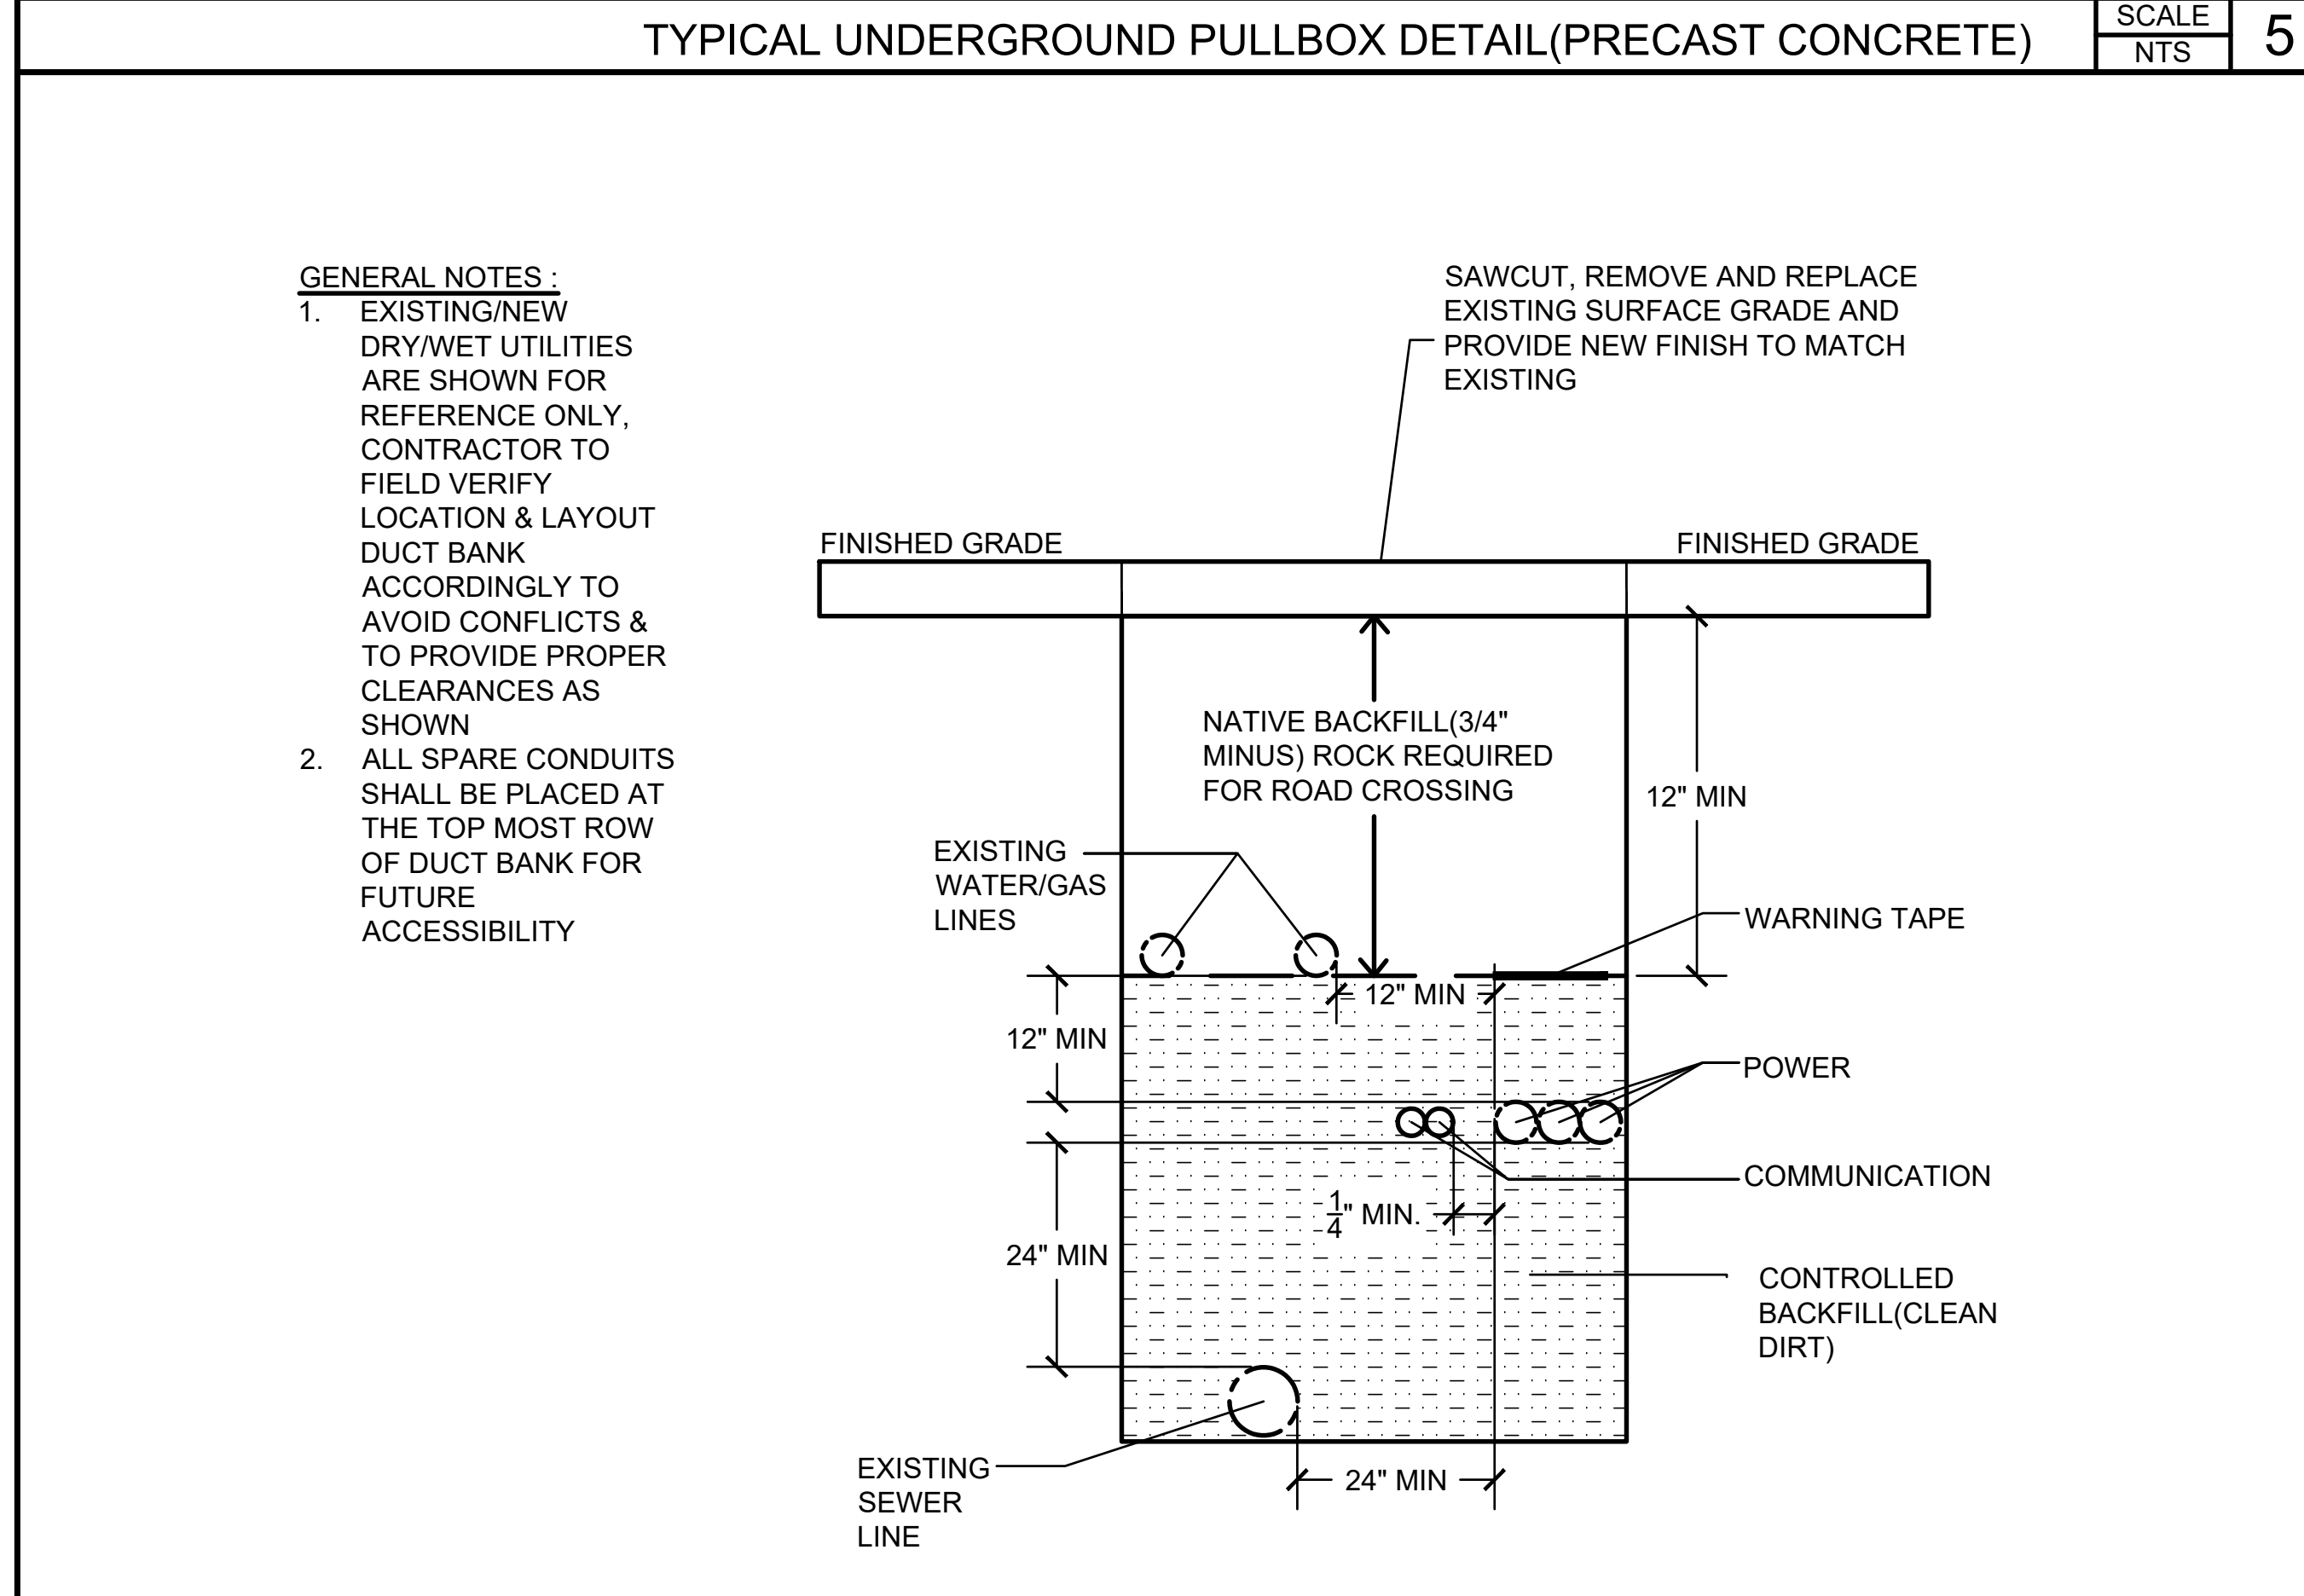 TYPICAL UNDERGROUND PULLBOX DETAIL(PRECAST CONCRETE)
SCALE
NTS
5
GENERAL NOTES :
1. EXISTING/NEW
DRY/WET UTILITIES
ARE SHOWN FOR
REFERENCE ONLY,
CONTRACTOR TO
FIELD VERIFY
LOCATION & LAYOUT
DUCT BANK
ACCORDINGLY TO
AVOID CONFLICTS &
TO PROVIDE PROPER
CLEARANCES AS
SHOWN
2. ALL SPARE CONDUITS
SHALL BE PLACED AT
THE TOP MOST ROW
OF DUCT BANK FOR
FUTURE
ACCESSIBILITY
SAWCUT, REMOVE AND REPLACE
EXISTING SURFACE GRADE AND
PROVIDE NEW FINISH TO MATCH
EXISTING
FINISHED GRADE
FINISHED GRADE
NATIVE BACKFILL(3/4"
MINUS) ROCK REQUIRED
FOR ROAD CROSSING
12" MIN
EXISTING
WATER/GAS
LINES
WARNING TAPE
12" MIN
12" MIN
POWER
COMMUNICATION
1/4" MIN.
24" MIN
CONTROLLED
BACKFILL(CLEAN
DIRT)
EXISTING
SEWER
LINE
24" MIN